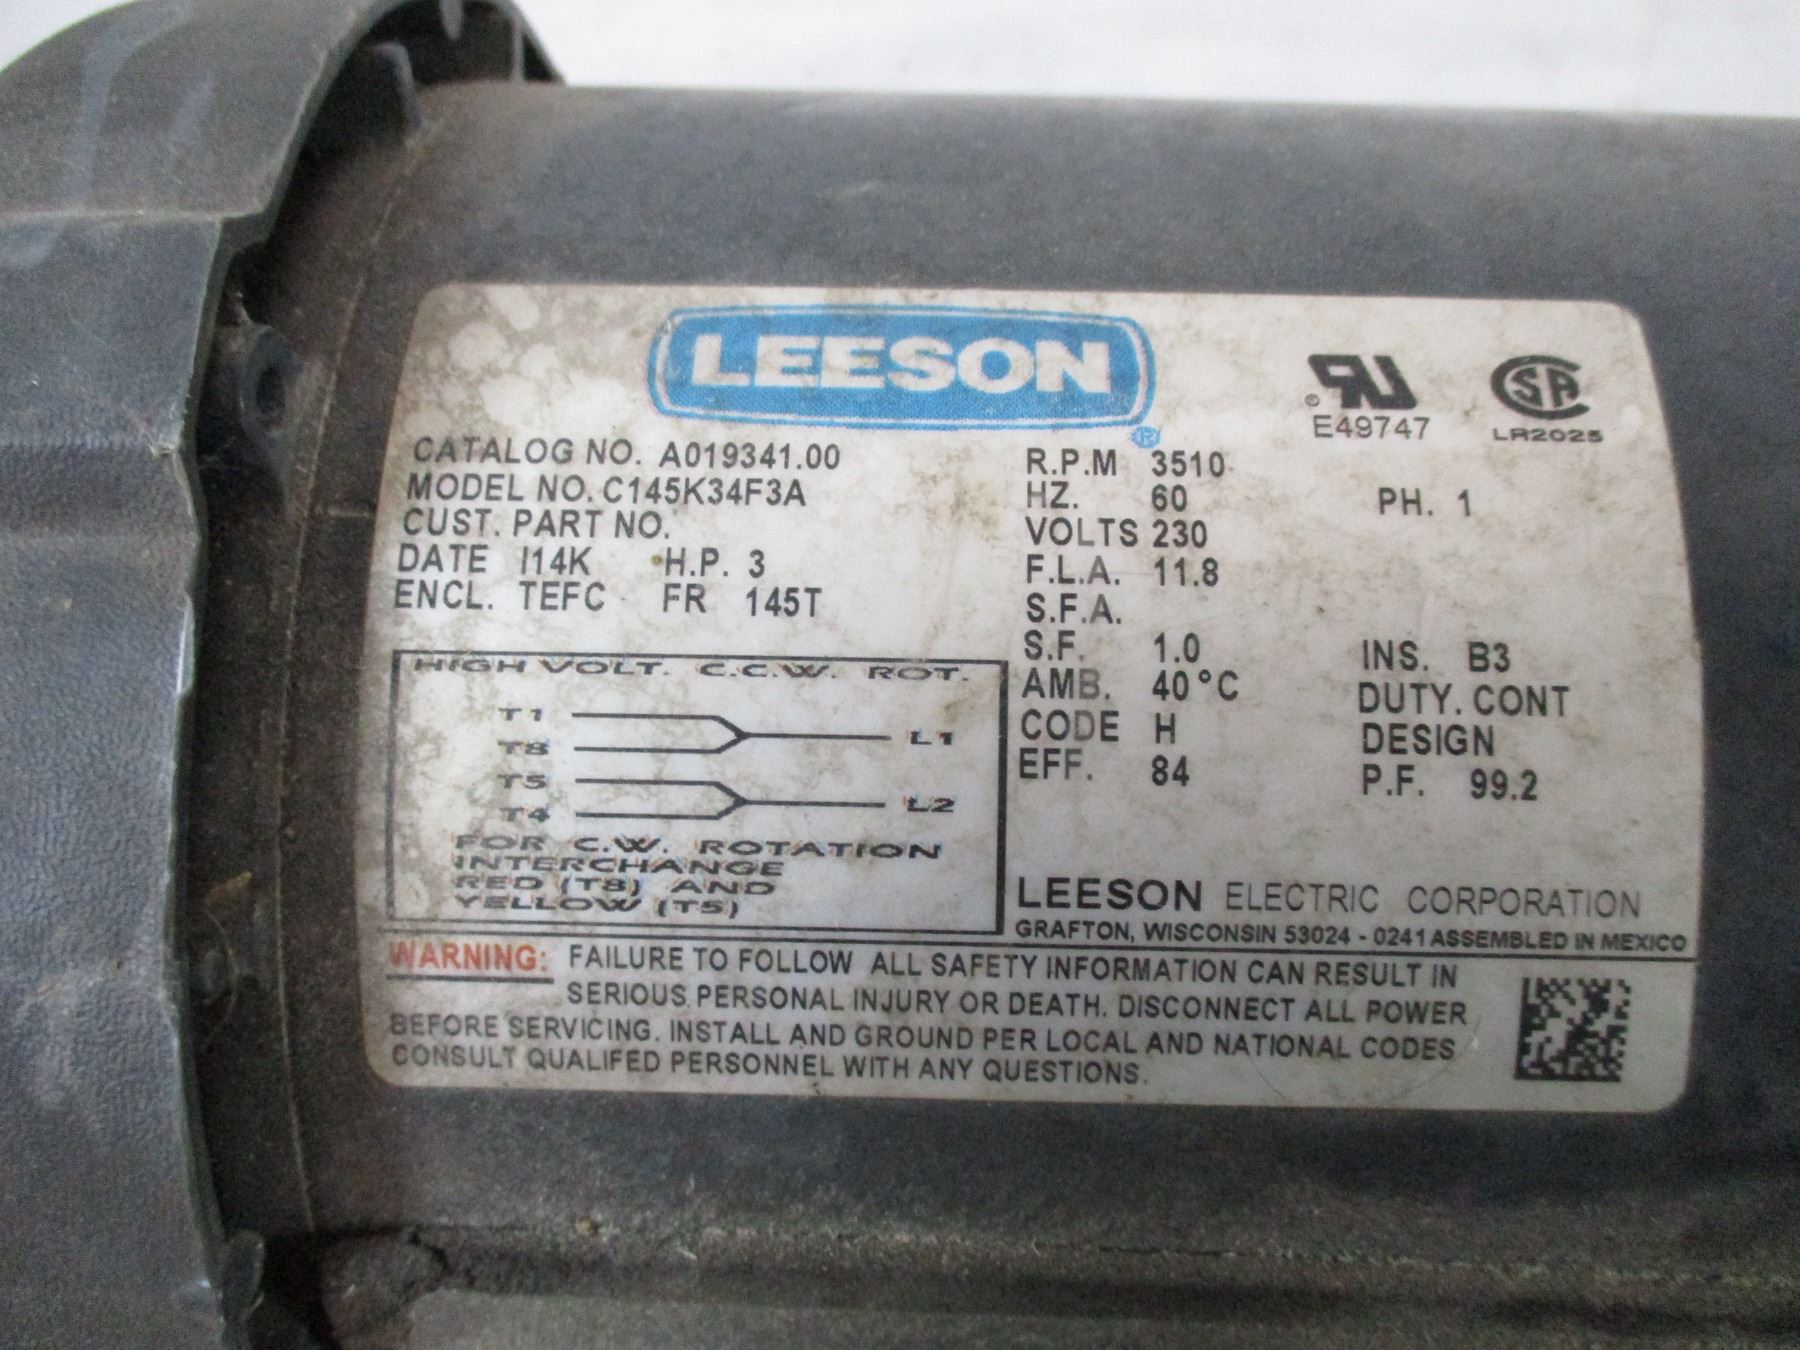 LEESON
®
E49747
LR2025
CATALOG NO. A019341.00
MODEL NO. C145K34F3A
CUST. PART NO.
DATE I14K H.P. 3
ENCL. TEFC FR 145T
R.P.M 3510
HZ. 60 PH. 1
VOLTS 230
F.L.A. 11.8
S.F.A.
S.F. 1.0 INS. B3
AMB. 40°C DUTY. CONT
CODE H DESIGN
EFF. 84 P.F. 99.2
HIGH VOLT. C.C.W. ROT.
T1
T8 L1
T5
T4 L2
FOR C.W. ROTATION
INTERCHANGE
RED (T8) AND
YELLOW (T5)
LEESON ELECTRIC CORPORATION
GRAFTON, WISCONSIN 53024 - 0241 ASSEMBLED IN MEXICO
WARNING: FAILURE TO FOLLOW ALL SAFETY INFORMATION CAN RESULT IN
SERIOUS PERSONAL INJURY OR DEATH. DISCONNECT ALL POWER
BEFORE SERVICING. INSTALL AND GROUND PER LOCAL AND NATIONAL CODES
CONSULT QUALIFED PERSONNEL WITH ANY QUESTIONS.